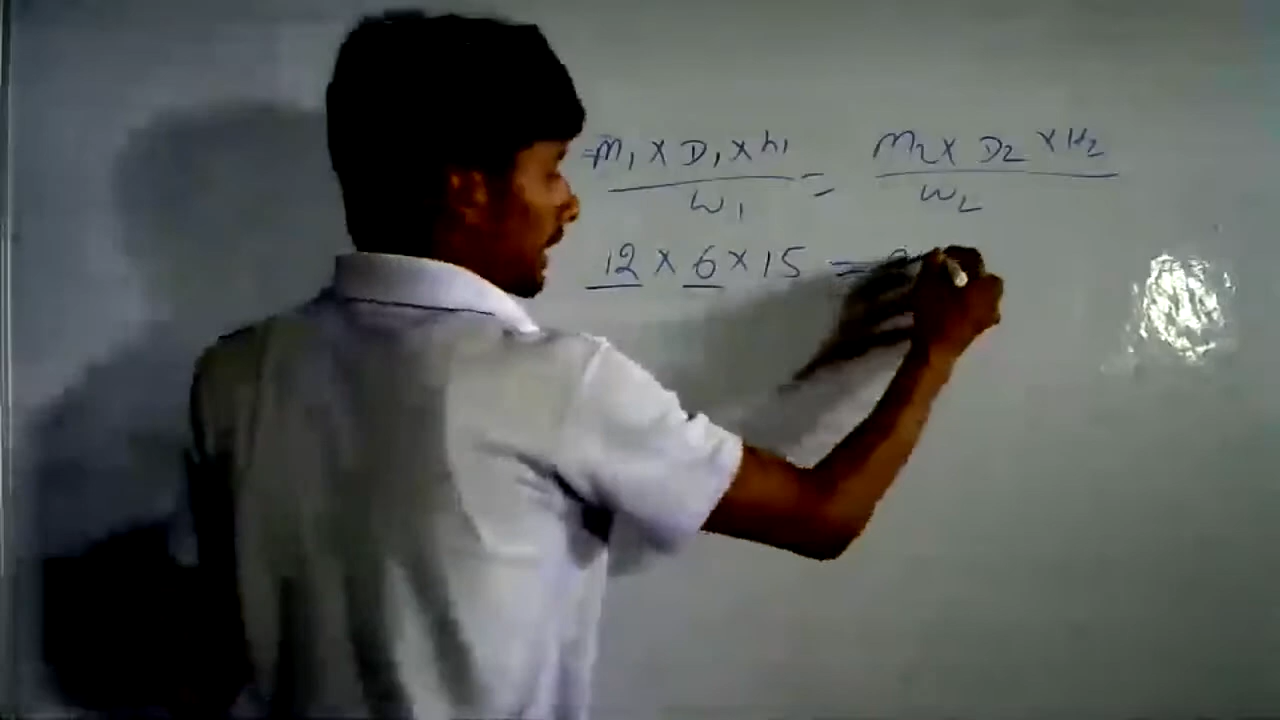 M1 x D1 x h1 / W1 = M2 x D2 x H2 / W2
12 x 6 x 15 =